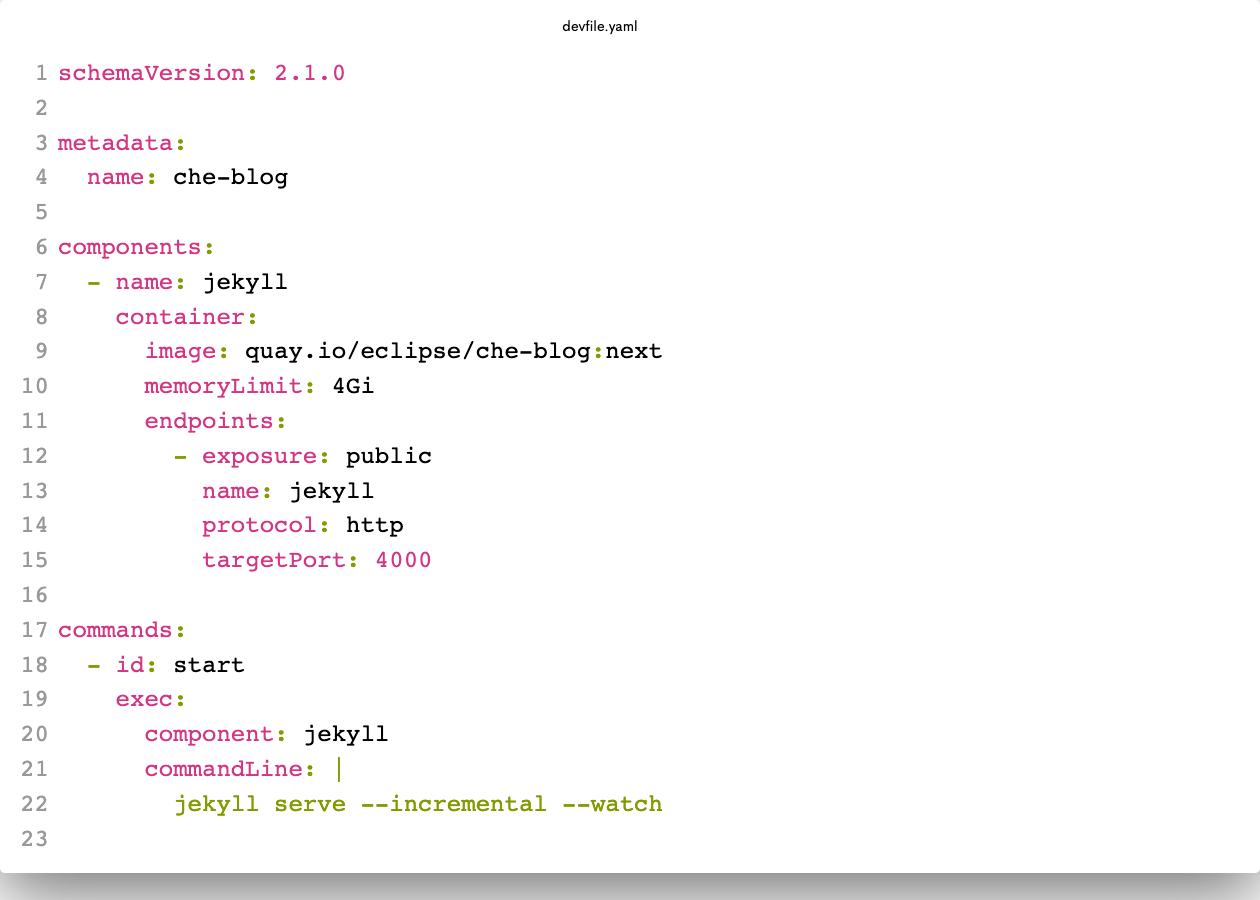 devfile.yaml
1 schemaVersion: 2.1.0
2
3 metadata:
4   name: che-blog
5
6 components:
7   - name: jekyll
8     container:
9       image: quay.io/eclipse/che-blog:next
10       memoryLimit: 4Gi
11       endpoints:
12         - exposure: public
13           name: jekyll
14           protocol: http
15           targetPort: 4000
16
17 commands:
18   - id: start
19     exec:
20       component: jekyll
21       commandLine: |
22         jekyll serve --incremental --watch
23